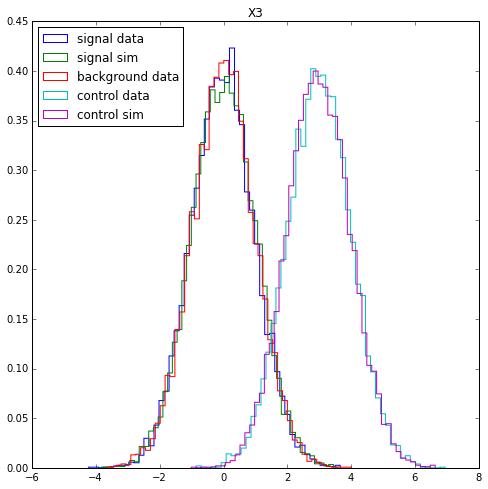 X3
signal data
signal sim
background data
control data
control sim
0.45
0.40
0.35
0.30
0.25
0.20
0.15
0.10
0.05
0.00
−6 −4 −2 0 2 4 6 8